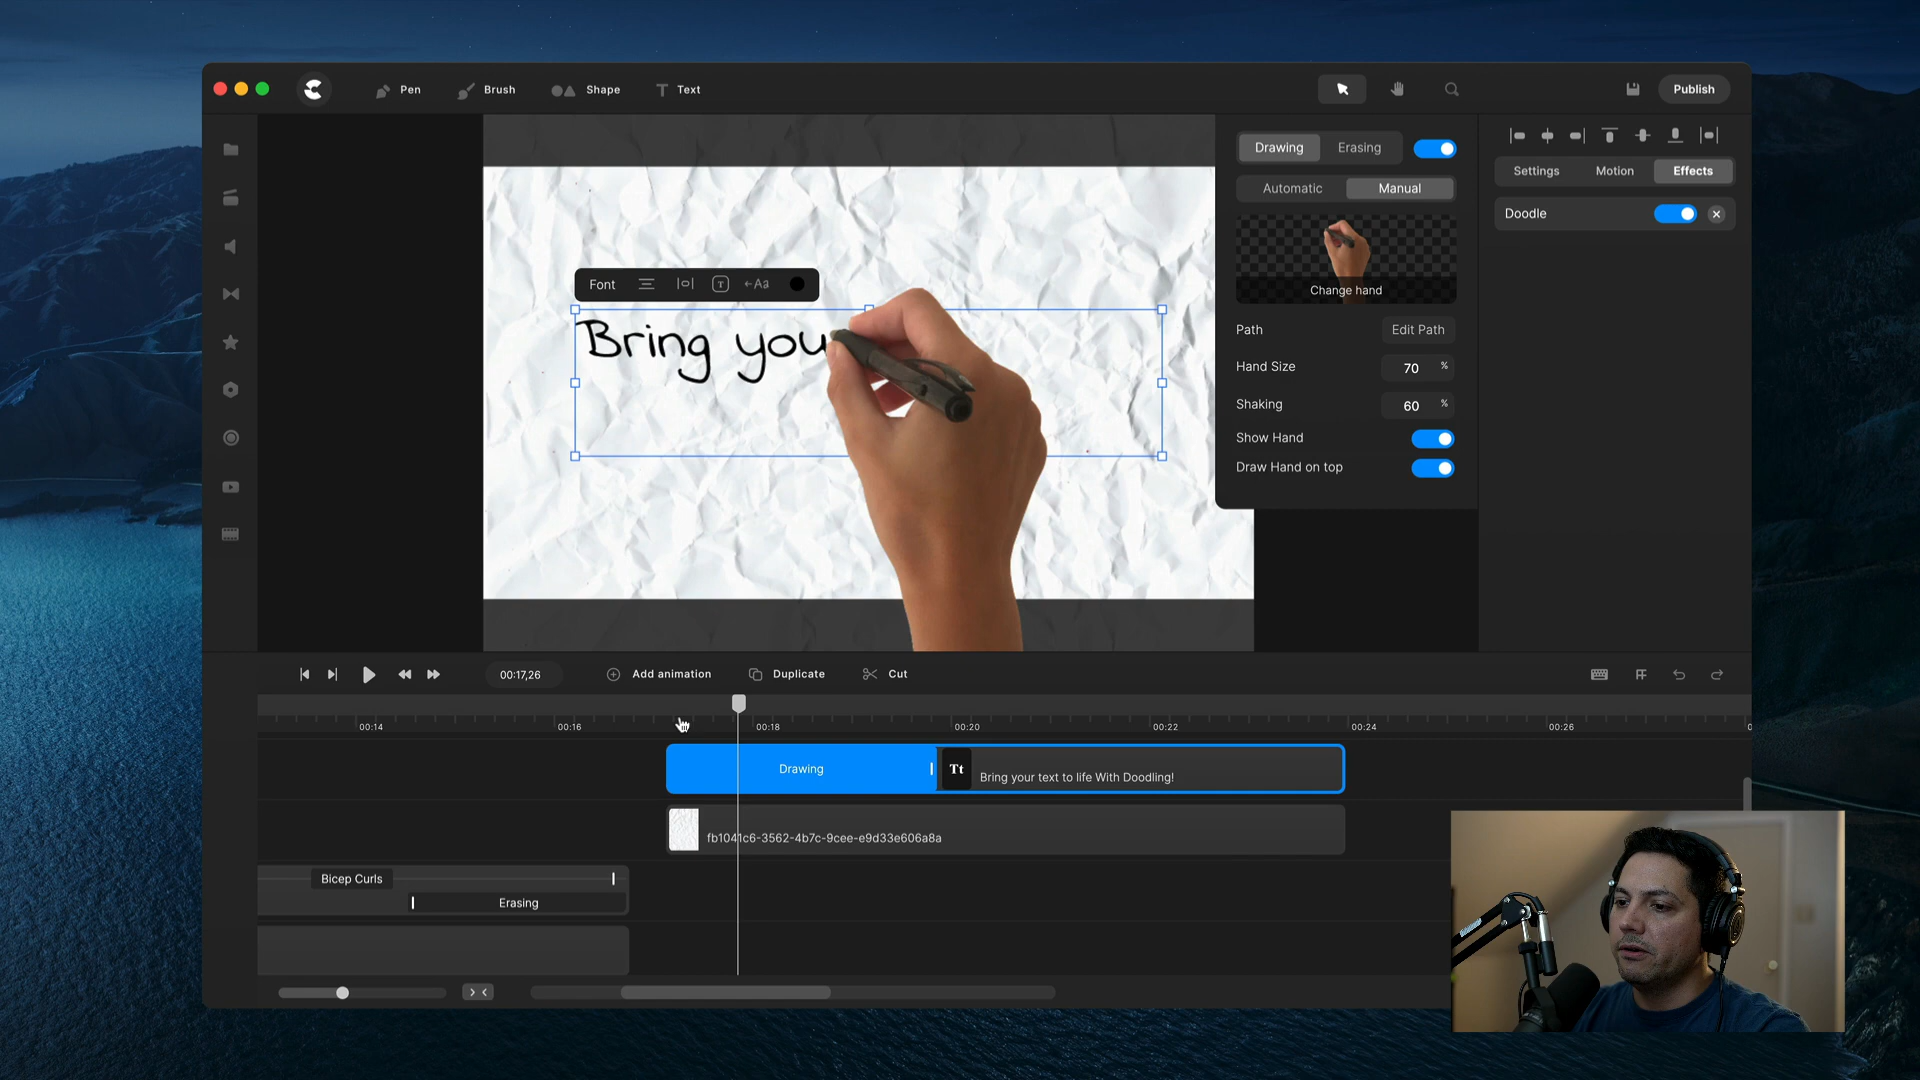 Pen
Brush
Shape
Text
Publish
Drawing
Erasing
Automatic
Manual
Change hand
Path
Edit Path
Hand Size
70 %
Shaking
60 %
Show Hand
Draw Hand on top
Settings
Motion
Effects
Doodle
Font
Aa
Bring you
00:17,26
Add animation
Duplicate
Cut
00:14
00:16
00:18
00:20
00:22
00:24
00:26
Drawing
Tt
Bring your text to life With Doodling!
fb1041c6-3562-4b7c-9cee-e9d33e606a8a
Bicep Curls
Erasing